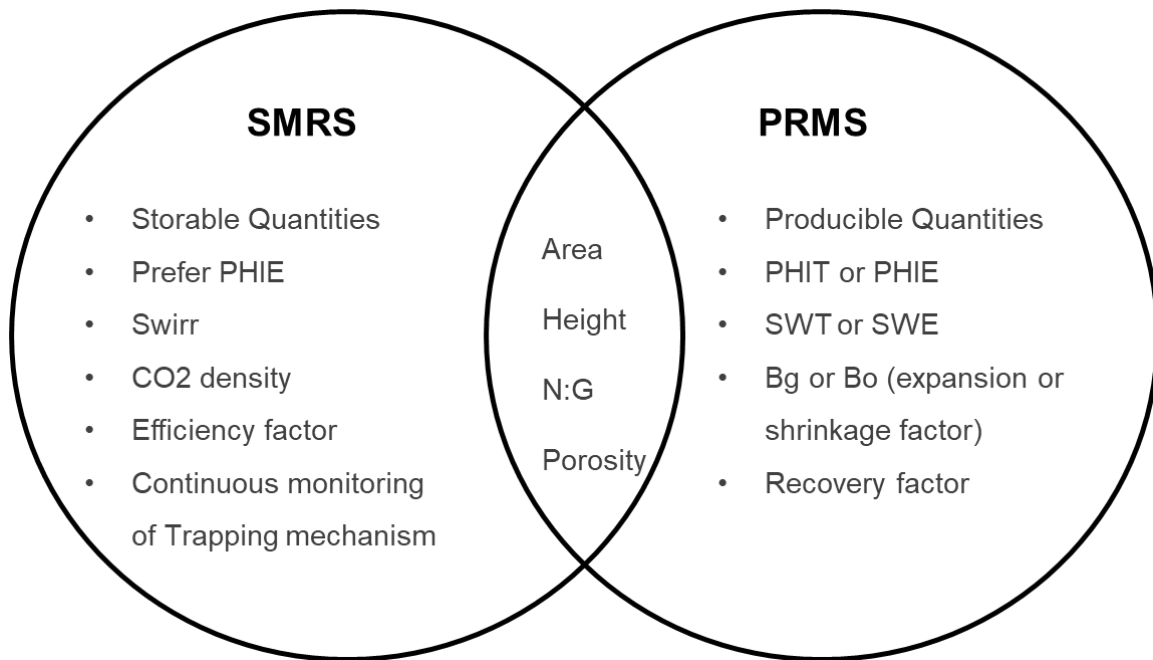 SMRS
• Storable Quantities
• Prefer PHIE
• Swirr
• CO2 density
• Efficiency factor
• Continuous monitoring
of Trapping mechanism
Area
Height
N:G
Porosity
PRMS
• Producible Quantities
• PHIT or PHIE
• SWT or SWE
• Bg or Bo (expansion or
shrinkage factor)
• Recovery factor